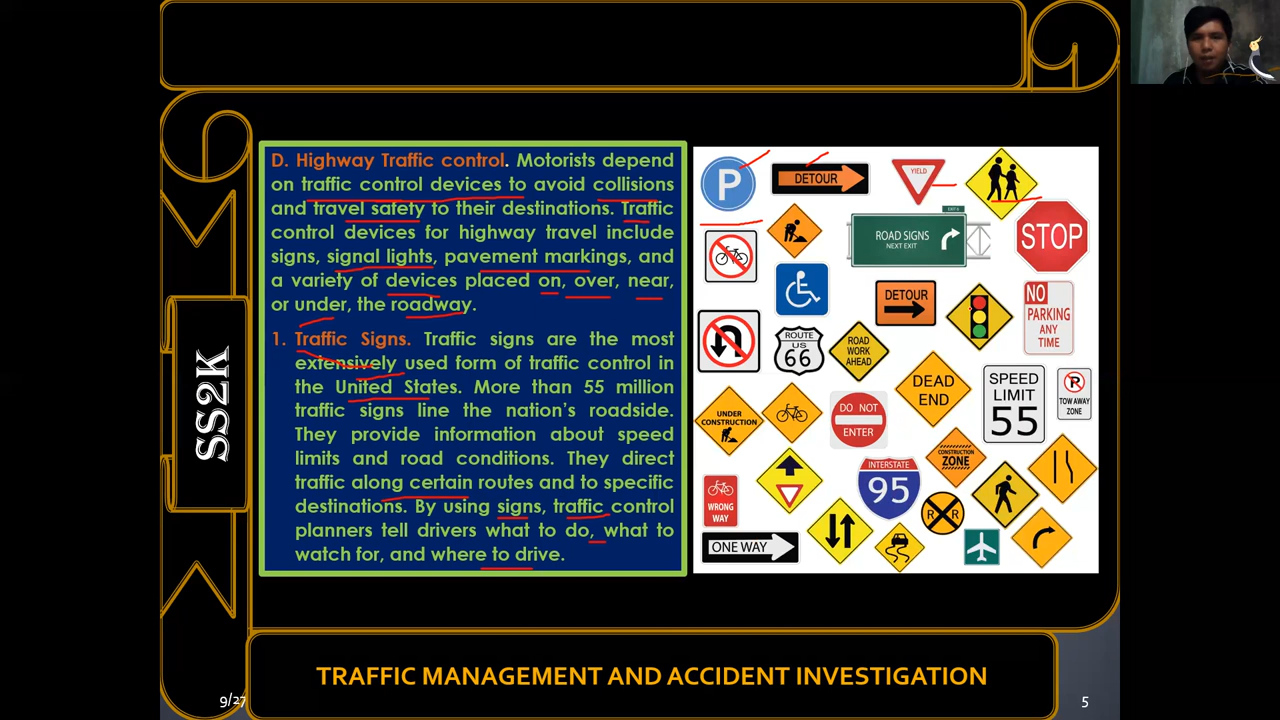 D. Highway Traffic control. Motorists depend
on traffic control devices to avoid collisions
and travel safety to their destinations. Traffic
control devices for highway travel include
signs, signal lights, pavement markings, and
a variety of devices placed on, over, near,
or under, the roadway.
1. Traffic Signs. Traffic signs are the most
extensively used form of traffic control in
the United States. More than 55 million
traffic signs line the nation's roadside.
They provide information about speed
limits and road conditions. They direct
traffic along certain routes and to specific
destinations. By using signs, traffic control
planners tell drivers what to do, what to
watch for, and where to drive.
P
DETOUR
YIELD
EXIT 6
ROAD SIGNS
NEXT EXIT
STOP
DETOUR
NO
PARKING
ANY
TIME
ROUTE
US
66
ROAD
WORK
AHEAD
DEAD
END
SPEED
LIMIT
55
P
TOW AWAY
ZONE
UNDER
CONSTRUCTION
DO NOT
ENTER
CONSTRUCTION
ZONE
WRONG
WAY
INTERSTATE
95
R R
ONE WAY
SS2K
TRAFFIC MANAGEMENT AND ACCIDENT INVESTIGATION
9/27
5